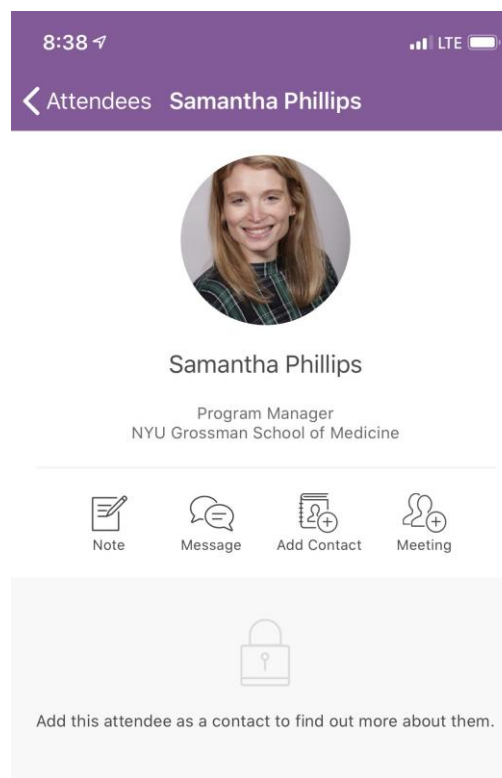 8:38
LTE
Attendees Samantha Phillips
Samantha Phillips
Program Manager
NYU Grossman School of Medicine
Note Message Add Contact Meeting
Add this attendee as a contact to find out more about them.